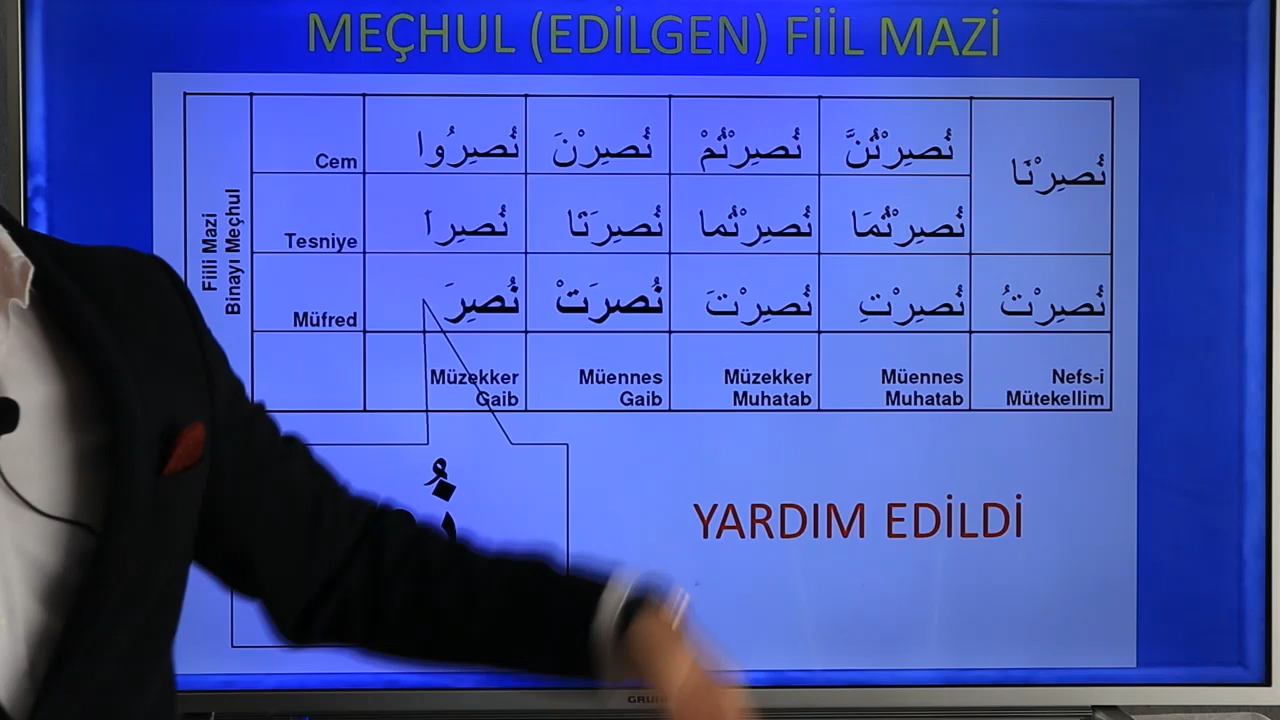 MEÇHUL (EDİLGEN) FİİL MAZİ
Fiili Mazi
Binayı Meçhul
Cem
نُصِرُوا
نُصِرْنَ
نُصِرْتُمْ
نُصِرْتُنَّ
نُصِرْنَا
Tesniye
نُصِرَا
نُصِرَتَا
نُصِرْتُما
نُصِرْتُمَا
Müfred
نُصِرَ
نُصِرَتْ
نُصِرْتَ
نُصِرْتِ
نُصِرْتُ
Müzekker
Gaib
Müennes
Gaib
Müzekker
Muhatab
Müennes
Muhatab
Nefs-i
Mütekellim
YARDIM EDİLDİ